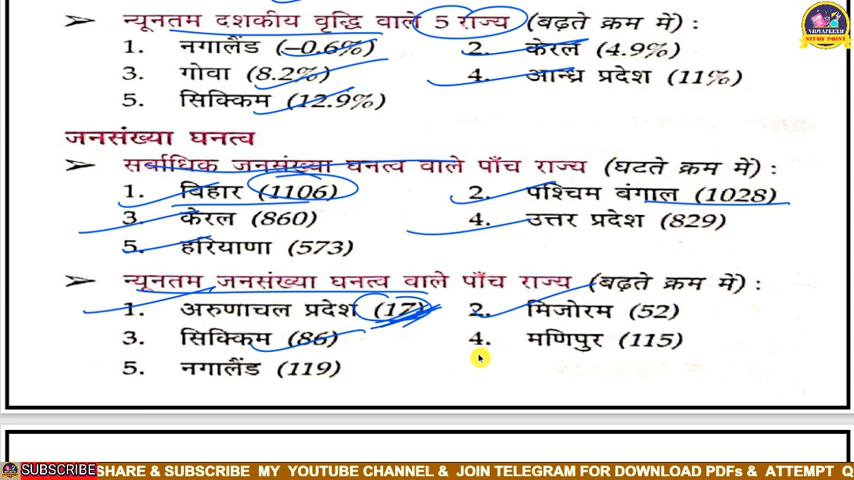 ➢ न्यूनतम दशकीय वृद्धि वाले 5 राज्य (बढ़ते क्रम में) :
1. नगालैंड (–0.6%) 2. केरल (4.9%)
3. गोवा (8.2%) 4. आन्ध्र प्रदेश (11%)
5. सिक्किम (12.9%)
जनसंख्या घनत्व
➢ सर्वाधिक जनसंख्या घनत्व वाले पाँच राज्य (घटते क्रम में) :
1. बिहार (1106) 2. पश्चिम बंगाल (1028)
3. केरल (860) 4. उत्तर प्रदेश (829)
5. हरियाणा (573)
➢ न्यूनतम जनसंख्या घनत्व वाले पाँच राज्य (बढ़ते क्रम में) :
1. अरुणाचल प्रदेश (17) 2. मिजोरम (52)
3. सिक्किम (86) 4. मणिपुर (115)
5. नगालैंड (119)
SUBSCRIBE SHARE & SUBSCRIBE MY YOUTUBE CHANNEL & JOIN TELEGRAM FOR DOWNLOAD PDFs & ATTEMPT Q
STUDY POINT